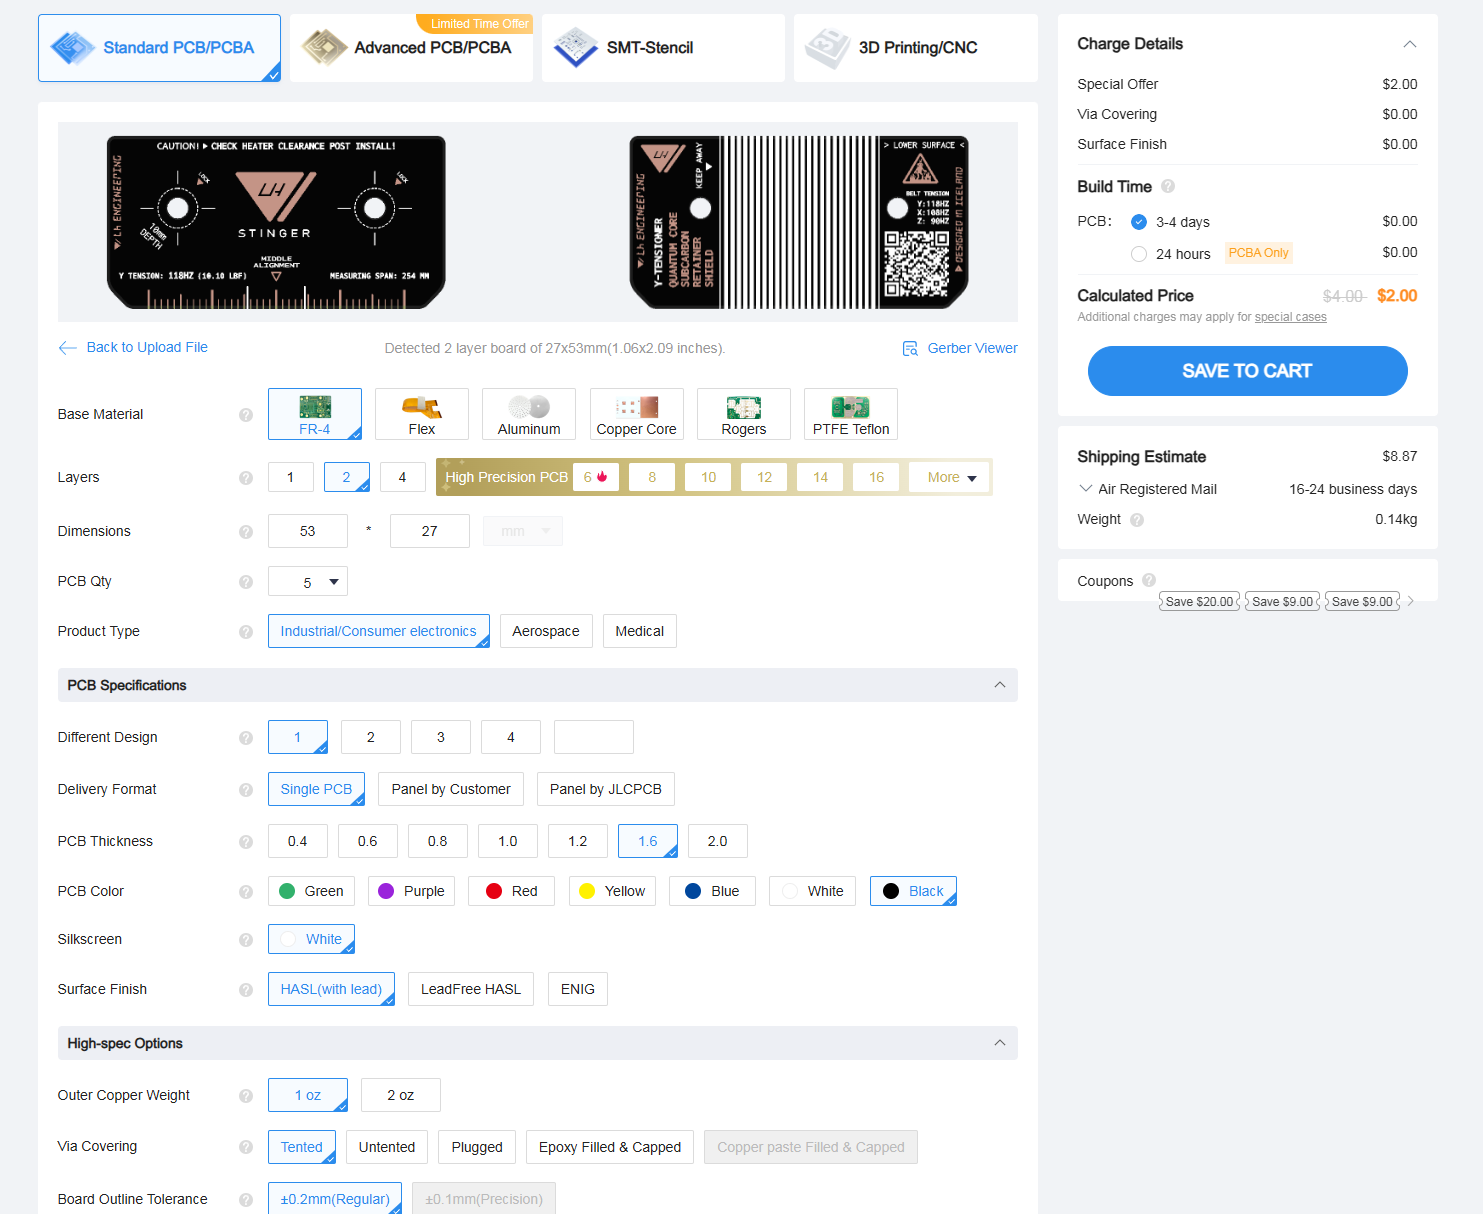 Standard PCB/PCBA
Limited Time Offer
Advanced PCB/PCBA
SMT-Stencil
3D Printing/CNC
CAUTION! ▶ CHECK HEATER CLEARANCE POST INSTALL!
LH ENGINEERING
LOCK
LOCK
10mm
DEPTH
LH
STINGER
MIDDLE
ALIGNMENT
Y TENSION: 118HZ (10.10 LBF)
MEASURING SPAN: 254 MM
LH
LH ENGINEERING
KEEP AWAY
Y-TENSIONER
QUANTUM CORE
SUBCARBON
RETAINER
SHIELD
> LOWER SURFACE <
BELT TENSION
Y:118HZ
X:108HZ
Z: 90HZ
DESIGNED IN ICELAND
Back to Upload File
Detected 2 layer board of 27x53mm(1.06x2.09 inches).
Gerber Viewer
Base Material
FR-4
Flex
Aluminum
Copper Core
Rogers
PTFE Teflon
Layers
1
2
4
High Precision PCB
6
8
10
12
14
16
More
Dimensions
53
*
27
mm
PCB Qty
5
Product Type
Industrial/Consumer electronics
Aerospace
Medical
PCB Specifications
Different Design
1
2
3
4
Delivery Format
Single PCB
Panel by Customer
Panel by JLCPCB
PCB Thickness
0.4
0.6
0.8
1.0
1.2
1.6
2.0
PCB Color
Green
Purple
Red
Yellow
Blue
White
Black
Silkscreen
White
Surface Finish
HASL(with lead)
LeadFree HASL
ENIG
High-spec Options
Outer Copper Weight
1 oz
2 oz
Via Covering
Tented
Untented
Plugged
Epoxy Filled & Capped
Copper paste Filled & Capped
Board Outline Tolerance
±0.2mm(Regular)
±0.1mm(Precision)
Charge Details
Special Offer
$2.00
Via Covering
$0.00
Surface Finish
$0.00
Build Time
PCB:
3-4 days
$0.00
24 hours
PCBA Only
$0.00
Calculated Price
$4.00 $2.00
Additional charges may apply for special cases
SAVE TO CART
Shipping Estimate
$8.87
Air Registered Mail
16-24 business days
Weight
0.14kg
Coupons
Save $20.00
Save $9.00
Save $9.00